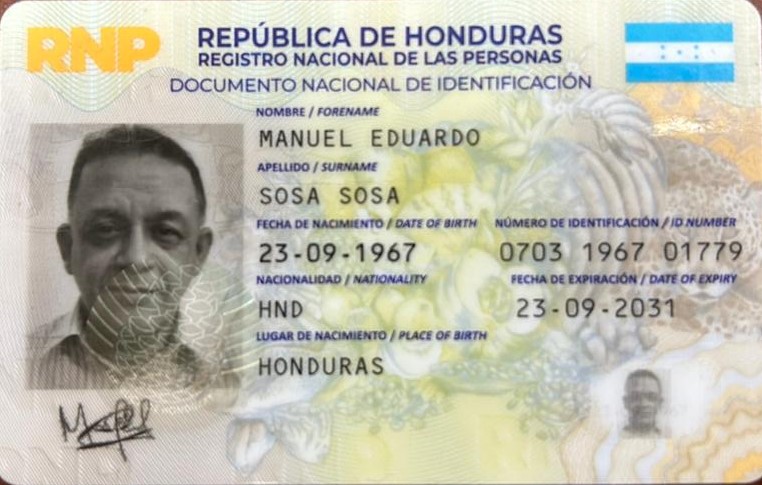 RNP
REPÚBLICA DE HONDURAS
REGISTRO NACIONAL DE LAS PERSONAS
DOCUMENTO NACIONAL DE IDENTIFICACIÓN
NOMBRE / FORENAME
MANUEL EDUARDO
APELLIDO / SURNAME
SOSA SOSA
FECHA DE NACIMIENTO / DATE OF BIRTH NÚMERO DE IDENTIFICACIÓN / ID NUMBER
23-09-1967 0703 1967 01779
NACIONALIDAD / NATIONALITY FECHA DE EXPIRACIÓN / DATE OF EXPIRY
HND 23-09-2031
LUGAR DE NACIMIENTO / PLACE OF BIRTH
HONDURAS
RNP